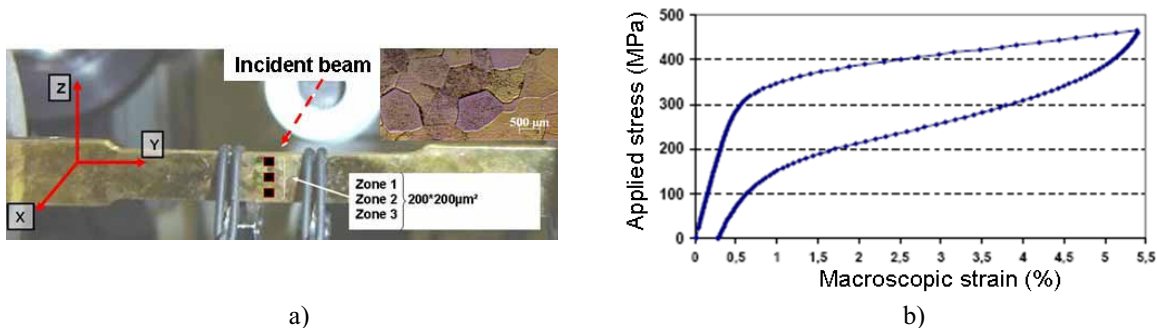 Incident beam
500 µm
Z
Y
X
Zone 1
Zone 2
Zone 3
200*200µm²
a)
Applied stress (MPa)
500
400
300
200
100
0
0 0,5 1 1,5 2 2,5 3 3,5 4 4,5 5 5,5
Macroscopic strain (%)
b)